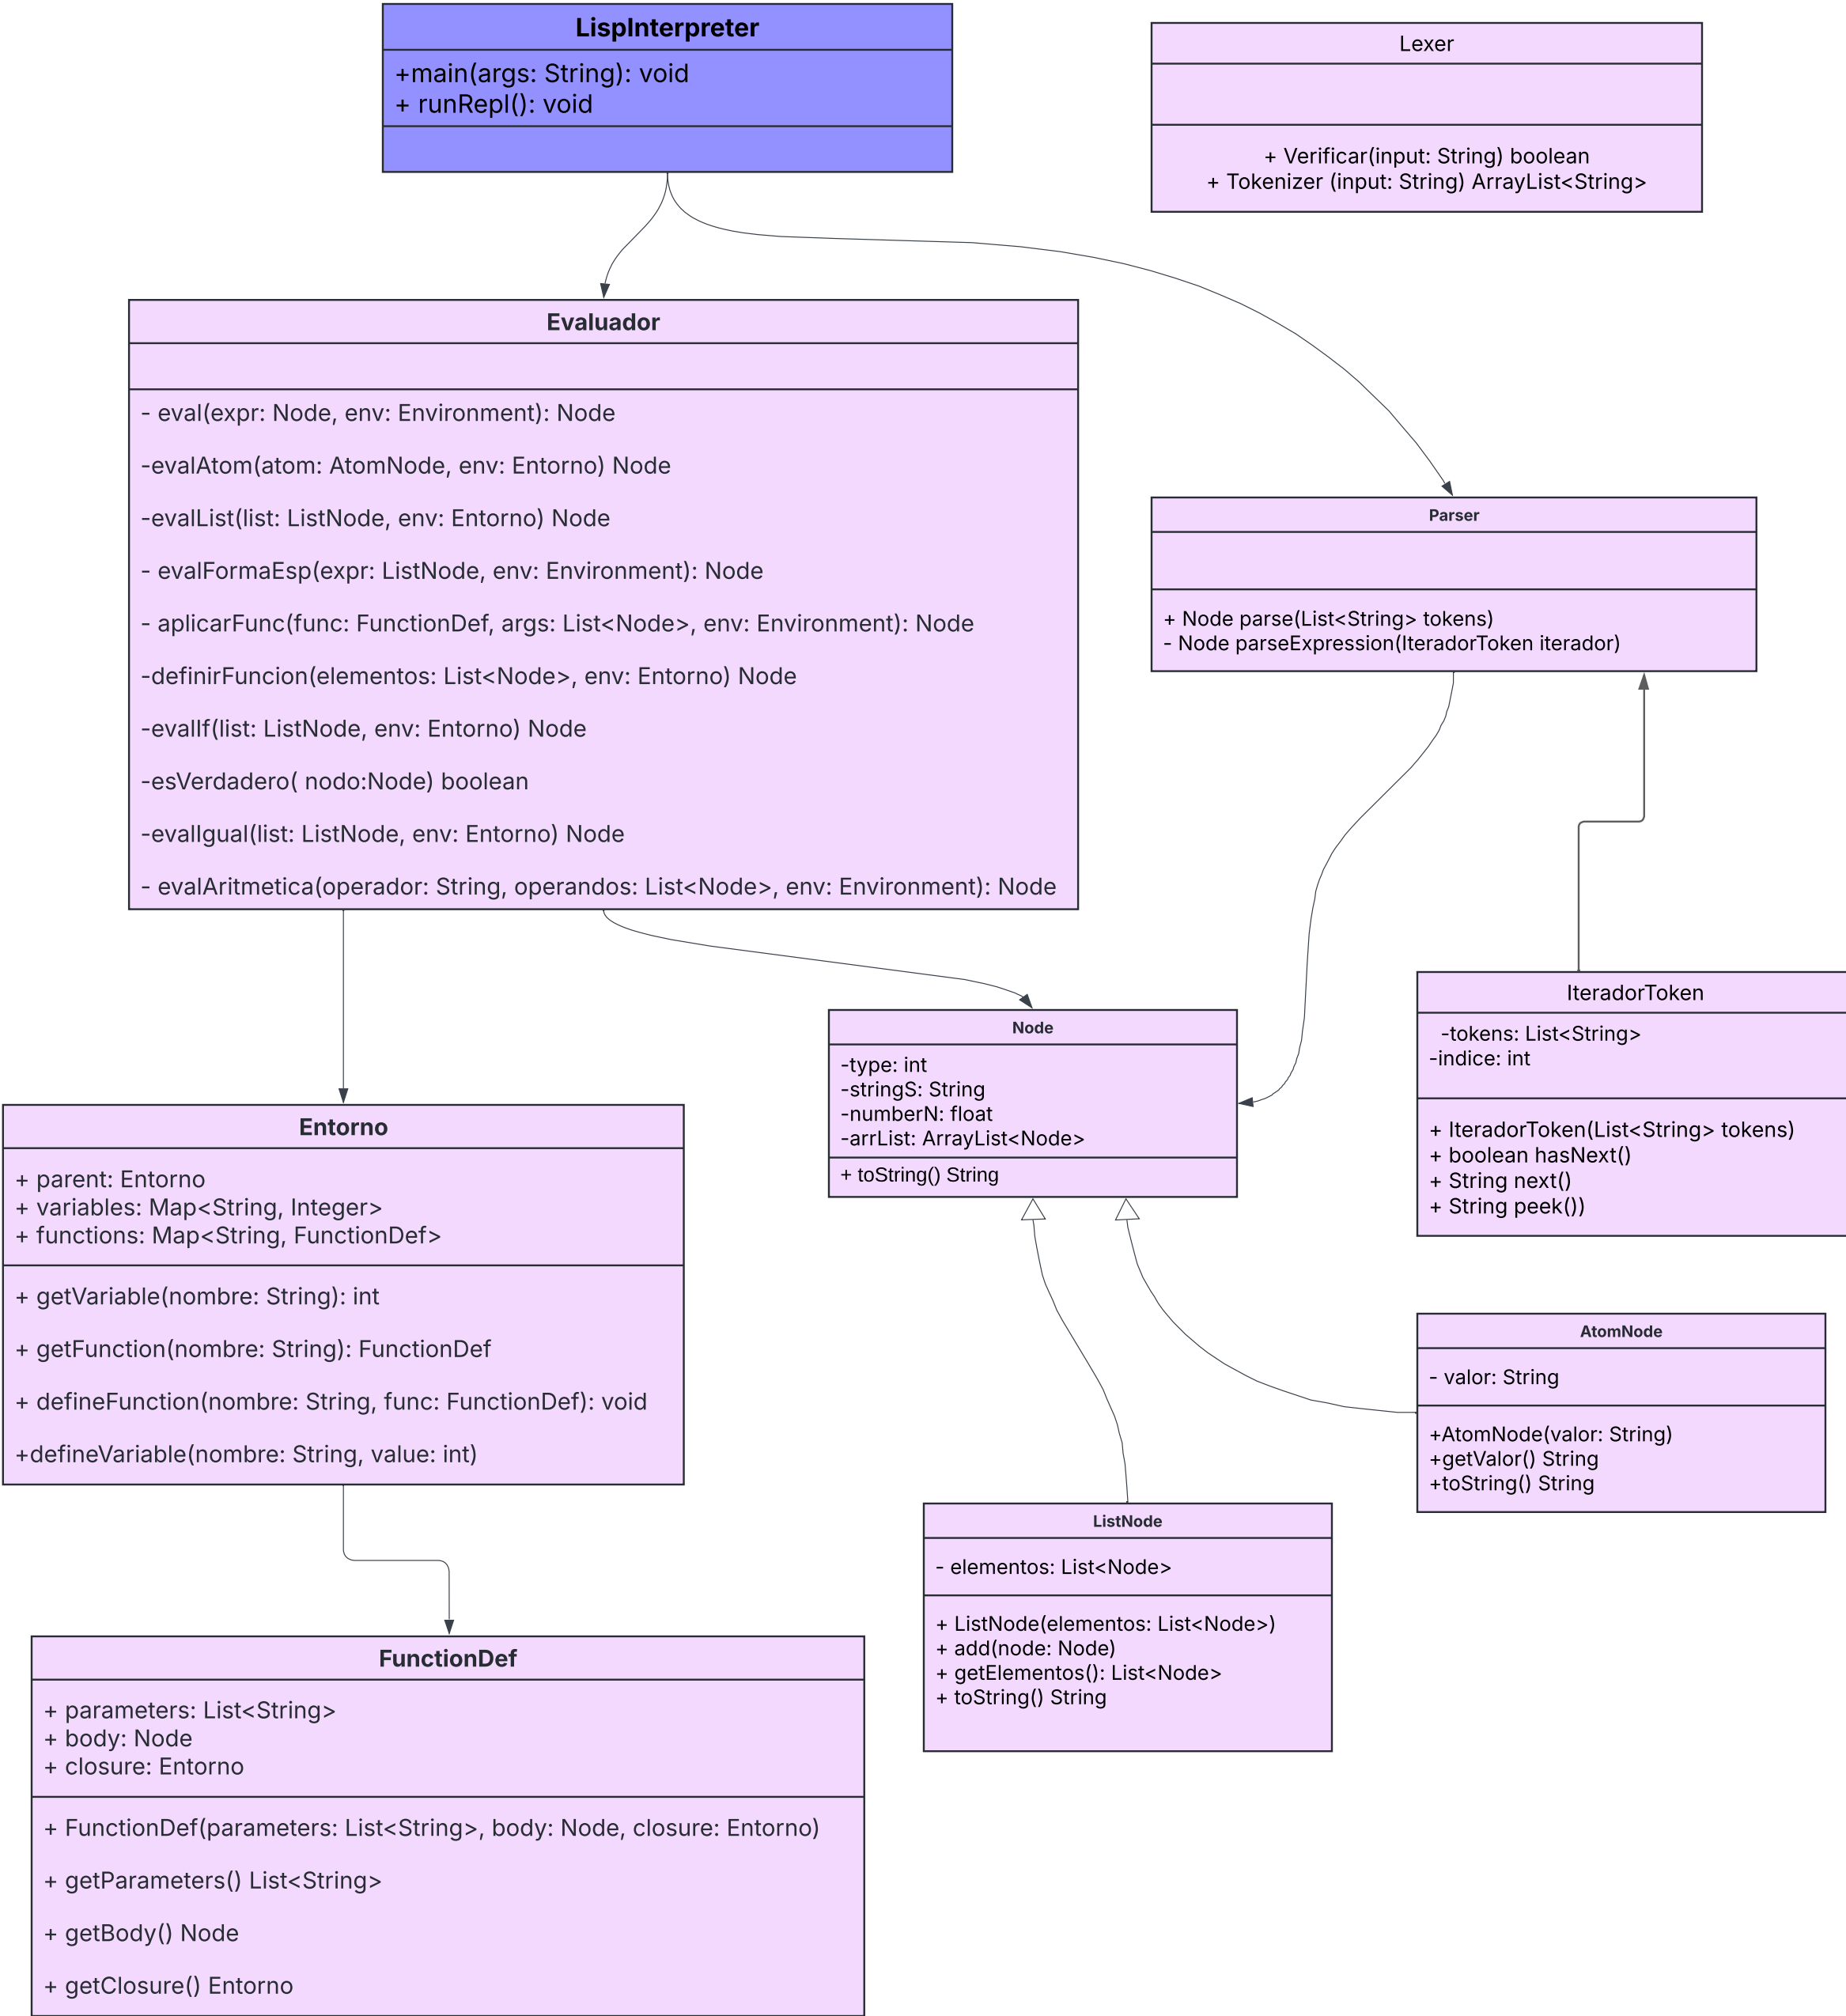 LispInterpreter
+main(args: String): void
+ runRepl(): void
Lexer
+ Verificar(input: String) boolean
+ Tokenizer (input: String) ArrayList<String>
Evaluador
- eval(expr: Node, env: Environment): Node
-evalAtom(atom: AtomNode, env: Entorno) Node
-evalList(list: ListNode, env: Entorno) Node
- evalFormaEsp(expr: ListNode, env: Environment): Node
- aplicarFunc(func: FunctionDef, args: List<Node>, env: Environment): Node
-definirFuncion(elementos: List<Node>, env: Entorno) Node
-evalIf(list: ListNode, env: Entorno) Node
-esVerdadero( nodo:Node) boolean
-evalIgual(list: ListNode, env: Entorno) Node
- evalAritmetica(operador: String, operandos: List<Node>, env: Environment): Node
Parser
+ Node parse(List<String> tokens)
- Node parseExpression(IteradorToken iterador)
IteradorToken
-tokens: List<String>
-indice: int
+ IteradorToken(List<String> tokens)
+ boolean hasNext()
+ String next()
+ String peek())
Node
-type: int
-stringS: String
-numberN: float
-arrList: ArrayList<Node>
+ toString() String
Entorno
+ parent: Entorno
+ variables: Map<String, Integer>
+ functions: Map<String, FunctionDef>
+ getVariable(nombre: String): int
+ getFunction(nombre: String): FunctionDef
+ defineFunction(nombre: String, func: FunctionDef): void
+defineVariable(nombre: String, value: int)
AtomNode
- valor: String
+AtomNode(valor: String)
+getValor() String
+toString() String
ListNode
- elementos: List<Node>
+ ListNode(elementos: List<Node>)
+ add(node: Node)
+ getElementos(): List<Node>
+ toString() String
FunctionDef
+ parameters: List<String>
+ body: Node
+ closure: Entorno
+ FunctionDef(parameters: List<String>, body: Node, closure: Entorno)
+ getParameters() List<String>
+ getBody() Node
+ getClosure() Entorno